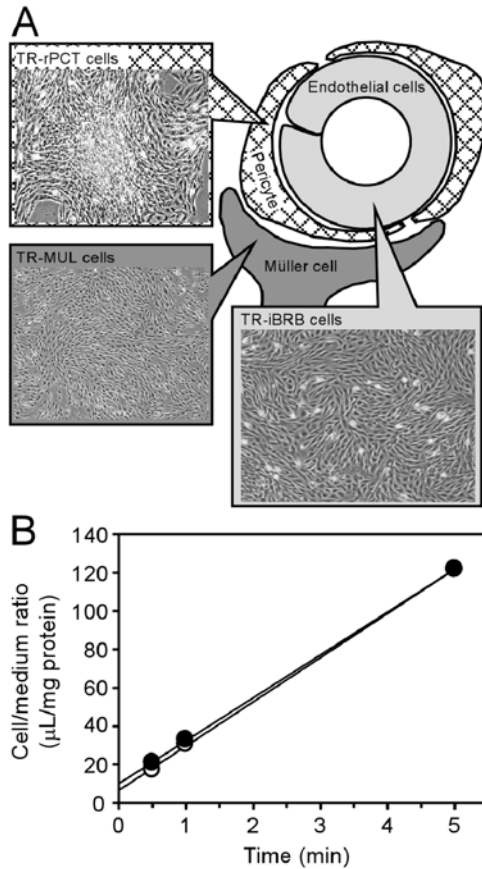 A
TR-rPCT cells
Endothelial cells
Pericyte
TR-MUL cells
Müller cell
TR-iBRB cells
B
140
120
100
80
60
40
20
0
Cell/medium ratio
(μL/mg protein)
0 1 2 3 4 5
Time (min)